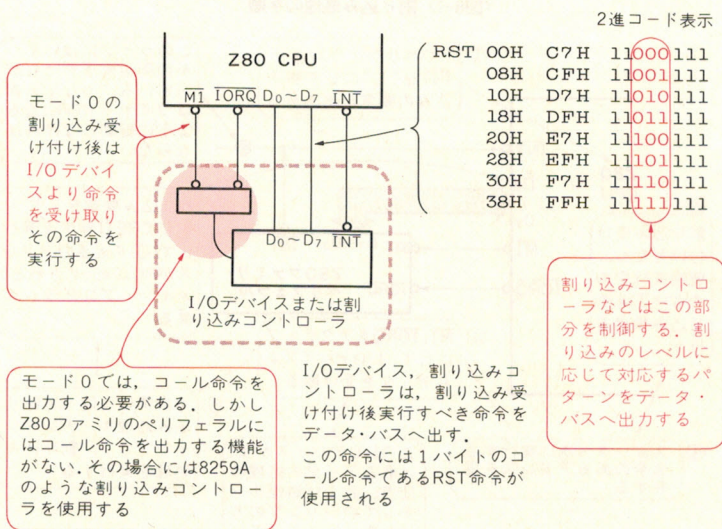 2進コード表示
RST 00H C7H 11000111
08H CFH 11001111
10H D7H 11010111
18H DFH 11011111
20H E7H 11100111
28H EFH 11101111
30H F7H 11110111
38H FFH 11111111
Z80 CPU
M1 IORQ D0～D7 INT
モード0の
割り込み受
け付け後は
I/Oデバイ
スより命令
を受け取り
その命令を
実行する
D0～D7 INT
I/Oデバイスまたは割
り込みコントローラ
割り込みコントロ
ーラなどはこの部
分を制御する．割
り込みのレベルに
応じて対応するパ
ターンをデータ・
バスへ出力する
モード0では，コール命令を
出力する必要がある．しかし
Z80ファミリのペリフェラルに
はコール命令を出力する機能
がない．その場合には8259A
のような割り込みコントロー
ラを使用する
I/Oデバイス，割り込みコ
ントローラは，割り込み受
け付け後実行すべき命令を
データ・バスへ出す．
この命令には1バイトのコ
ール命令であるRST命令が
使用される